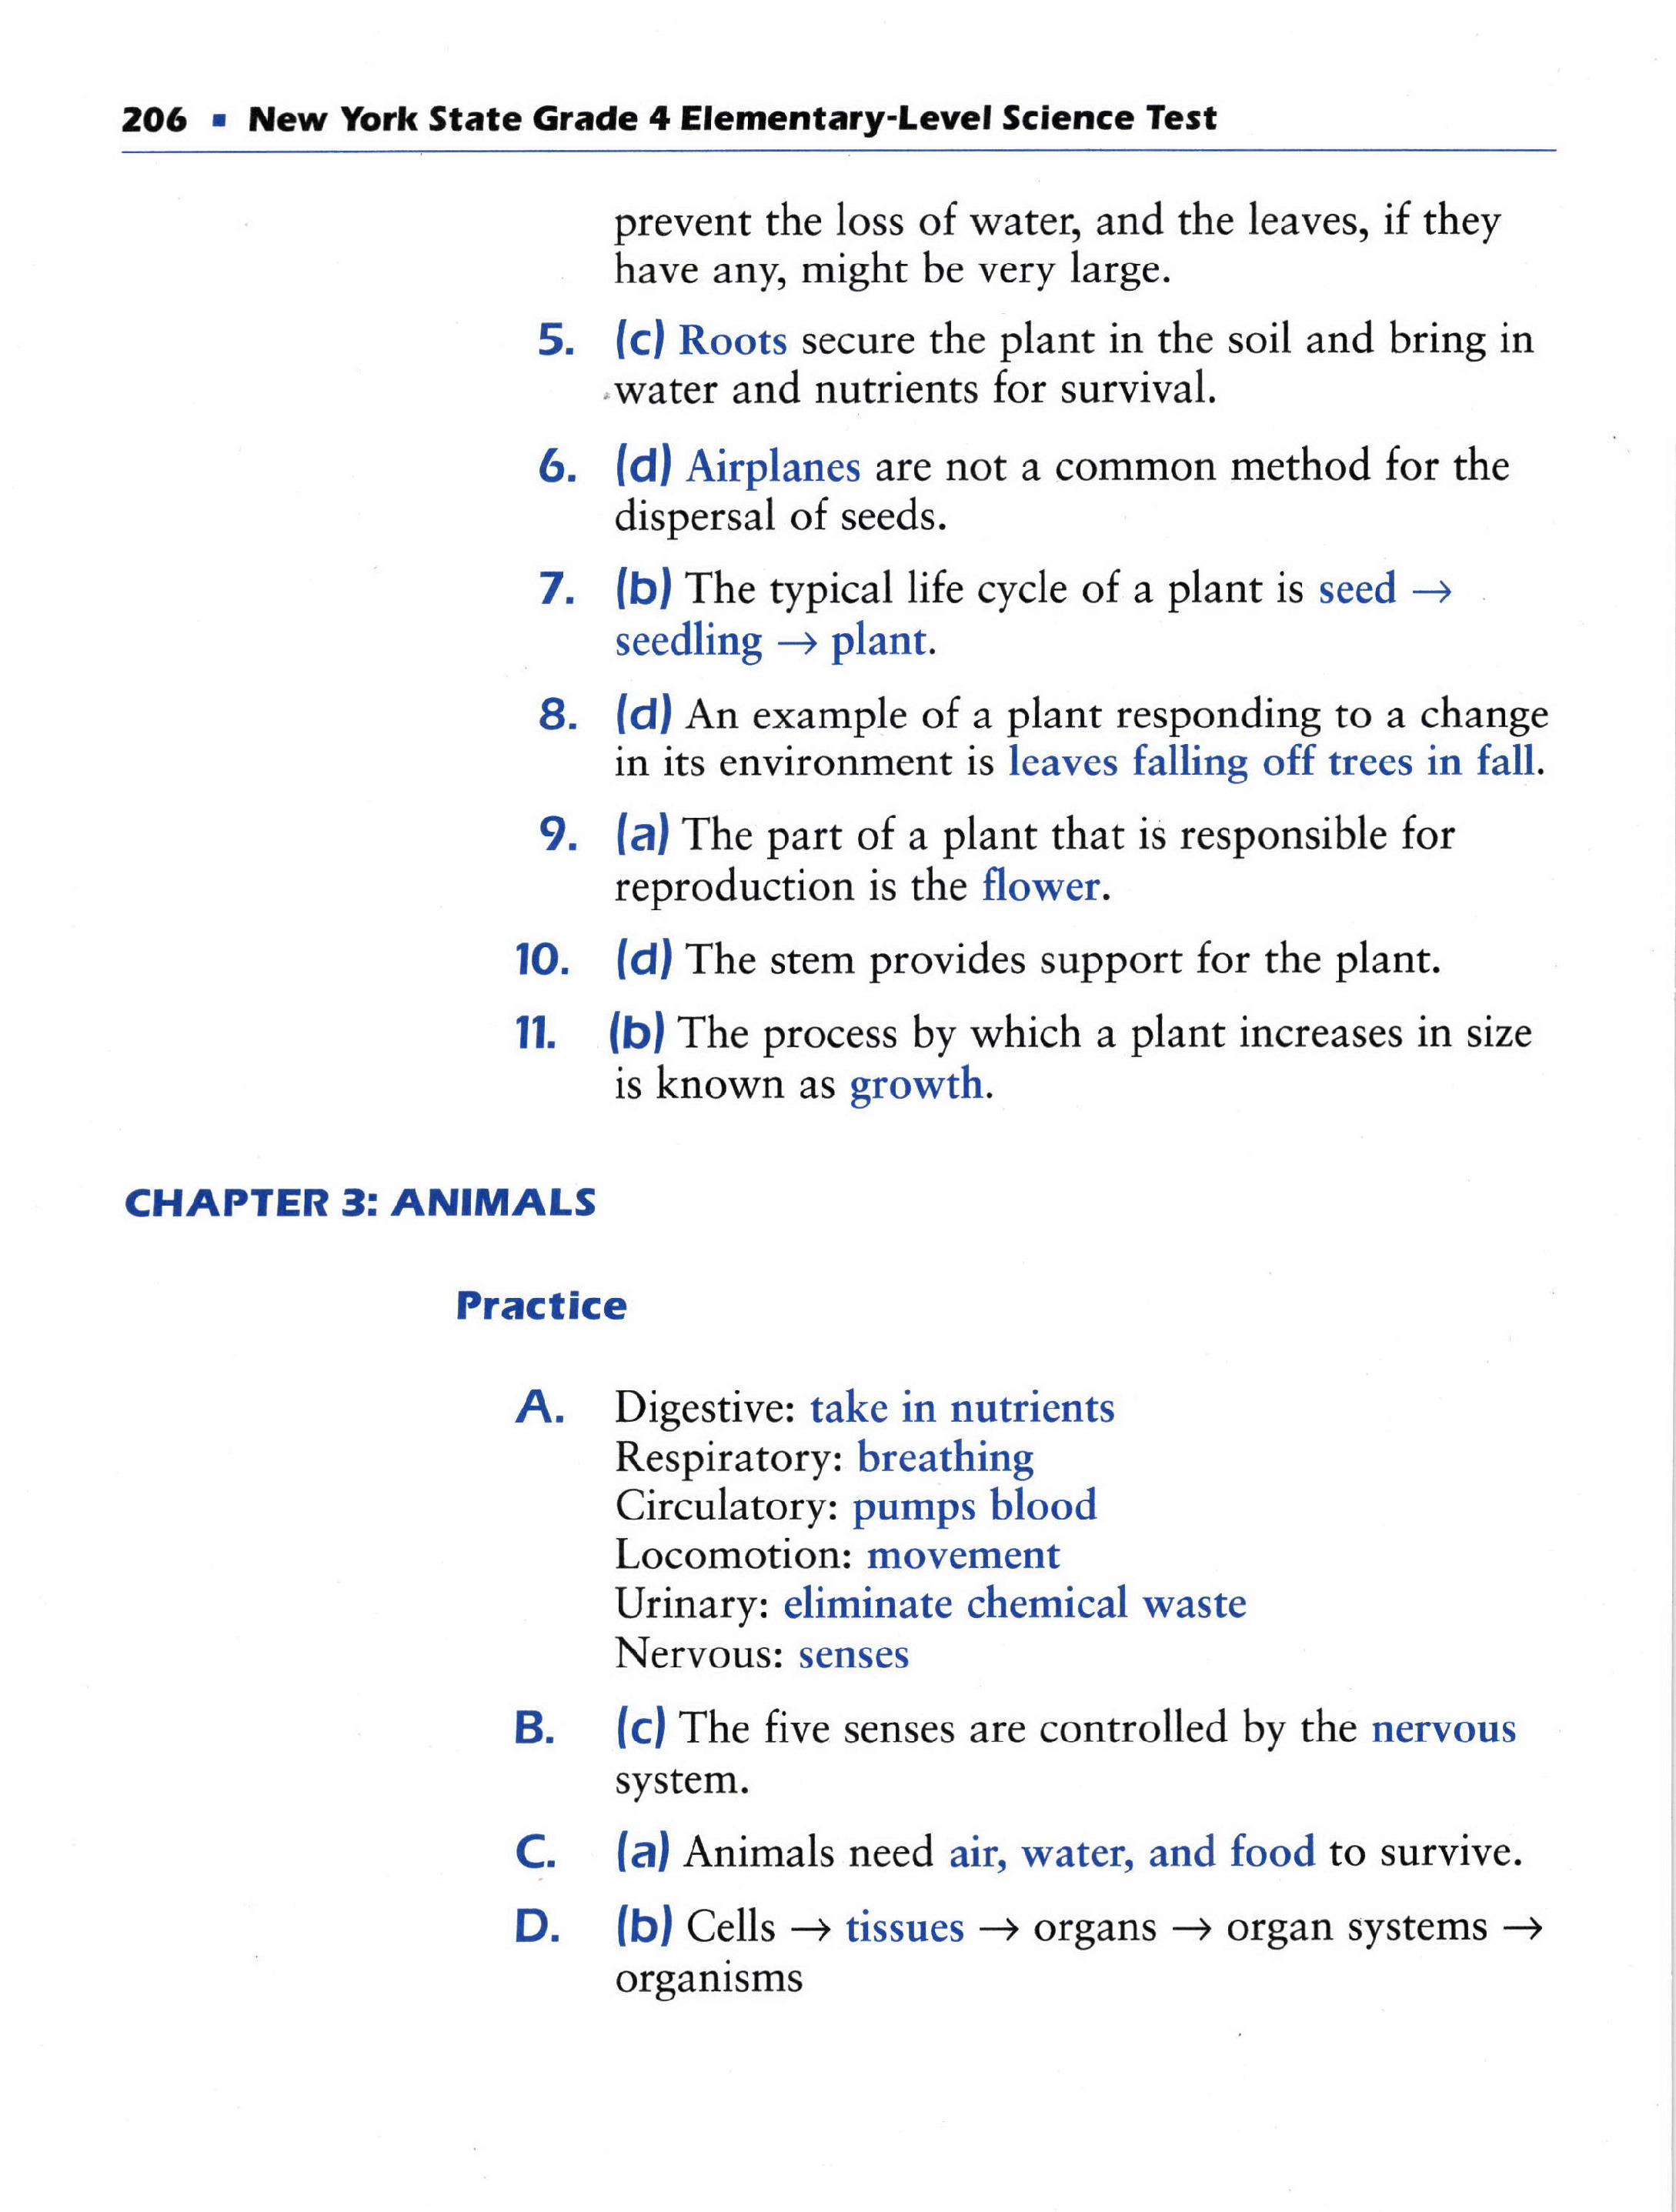 206 ▪ New York State Grade 4 Elementary-Level Science Test
prevent the loss of water, and the leaves, if they
have any, might be very large.
5. (c) Roots secure the plant in the soil and bring in
water and nutrients for survival.
6. (d) Airplanes are not a common method for the
dispersal of seeds.
7. (b) The typical life cycle of a plant is seed →
seedling → plant.
8. (d) An example of a plant responding to a change
in its environment is leaves falling off trees in fall.
9. (a) The part of a plant that is responsible for
reproduction is the flower.
10. (d) The stem provides support for the plant.
11. (b) The process by which a plant increases in size
is known as growth.
CHAPTER 3: ANIMALS
Practice
A. Digestive: take in nutrients
Respiratory: breathing
Circulatory: pumps blood
Locomotion: movement
Urinary: eliminate chemical waste
Nervous: senses
B. (c) The five senses are controlled by the nervous
system.
C. (a) Animals need air, water, and food to survive.
D. (b) Cells → tissues → organs → organ systems →
organisms